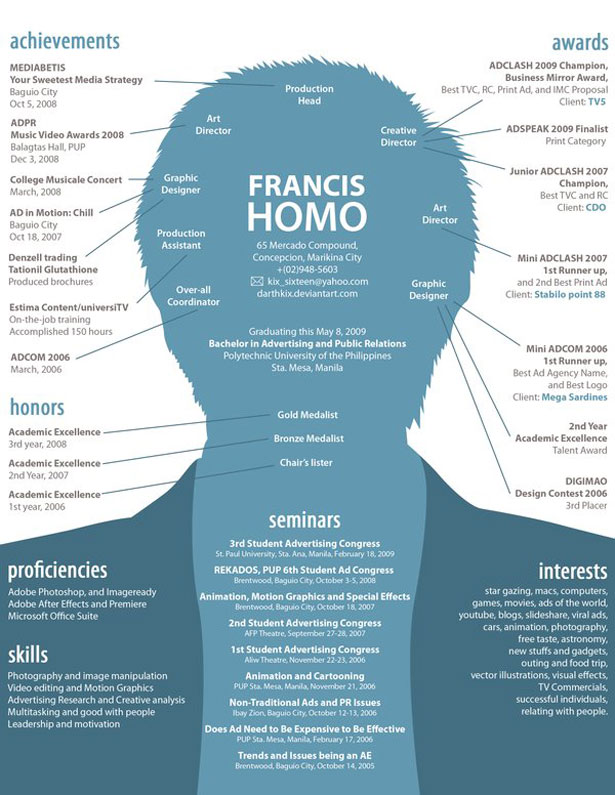 achievements
MEDIABETIS
Your Sweetest Media Strategy
Baguio City
Oct 5, 2008
ADPR
Music Video Awards 2008
Balagtas Hall, PUP
Dec 3, 2008
College Musicale Concert
March, 2008
AD in Motion: Chill
Baguio City
Oct 18, 2007
Denzell trading
Tationil Glutathione
Produced brochures
Estima Content/universiTV
On-the-job training
Accomplished 150 hours
ADCOM 2006
March, 2006
honors
Academic Excellence
3rd year, 2008
Academic Excellence
2nd Year, 2007
Academic Excellence
1st year, 2006
Production
Head
Art
Director
Graphic
Designer
Production
Assistant
Over-all
Coordinator
Creative
Director
Art
Director
Graphic
Designer
FRANCIS
HOMO
65 Mercado Compound,
Concepcion, Marikina City
+(02)948-5603
kix_sixteen@yahoo.com
darthkix.deviantart.com
Graduating this May 8, 2009
Bachelor in Advertising and Public Relations
Polytechnic University of the Philippines
Sta. Mesa, Manila
Gold Medalist
Bronze Medalist
Chair's lister
awards
ADCLASH 2009 Champion,
Business Mirror Award,
Best TVC, RC, Print Ad, and IMC Proposal
Client: TV5
ADSPEAK 2009 Finalist
Print Category
Junior ADCLASH 2007
Champion,
Best TVC and RC
Client: CDO
Mini ADCLASH 2007
1st Runner up,
and 2nd Best Print Ad
Client: Stabilo point 88
Mini ADCOM 2006
1st Runner up,
Best Ad Agency Name,
and Best Logo
Client: Mega Sardines
2nd Year
Academic Excellence
Talent Award
DIGIMAO
Design Contest 2006
3rd Placer
proficiencies
Adobe Photoshop, and Imageready
Adobe After Effects and Premiere
Microsoft Office Suite
skills
Photography and image manipulation
Video editing and Motion Graphics
Advertising Research and Creative analysis
Multitasking and good with people
Leadership and motivation
seminars
3rd Student Advertising Congress
St. Paul University, Sta. Ana, Manila, February 18, 2009
REKADOS, PUP 6th Student Ad Congress
Brentwood, Baguio City, October 3-5, 2008
Animation, Motion Graphics and Special Effects
Brentwood, Baguio City, October 18, 2007
2nd Student Advertising Congress
AFP Theatre, September 27-28, 2007
1st Student Advertising Congress
Aliw Theatre, November 22-23, 2006
Animation and Cartooning
PUP Sta. Mesa, Manila, November 21, 2006
Non-Traditional Ads and PR Issues
Ibay Zion, Baguio City, October 12-13, 2006
Does Ad Need to Be Expensive to Be Effective
PUP Sta. Mesa, Manila, February 17, 2006
Trends and Issues being an AE
Brentwood, Baguio City, October 14, 2005
interests
star gazing, macs, computers,
games, movies, ads of the world,
youtube, blogs, slideshare, viral ads,
cars, animation, photography,
free taste, astronomy,
new stuffs and gadgets,
outing and food trip,
vector illustrations, visual effects,
TV Commercials,
successful individuals,
relating with people.